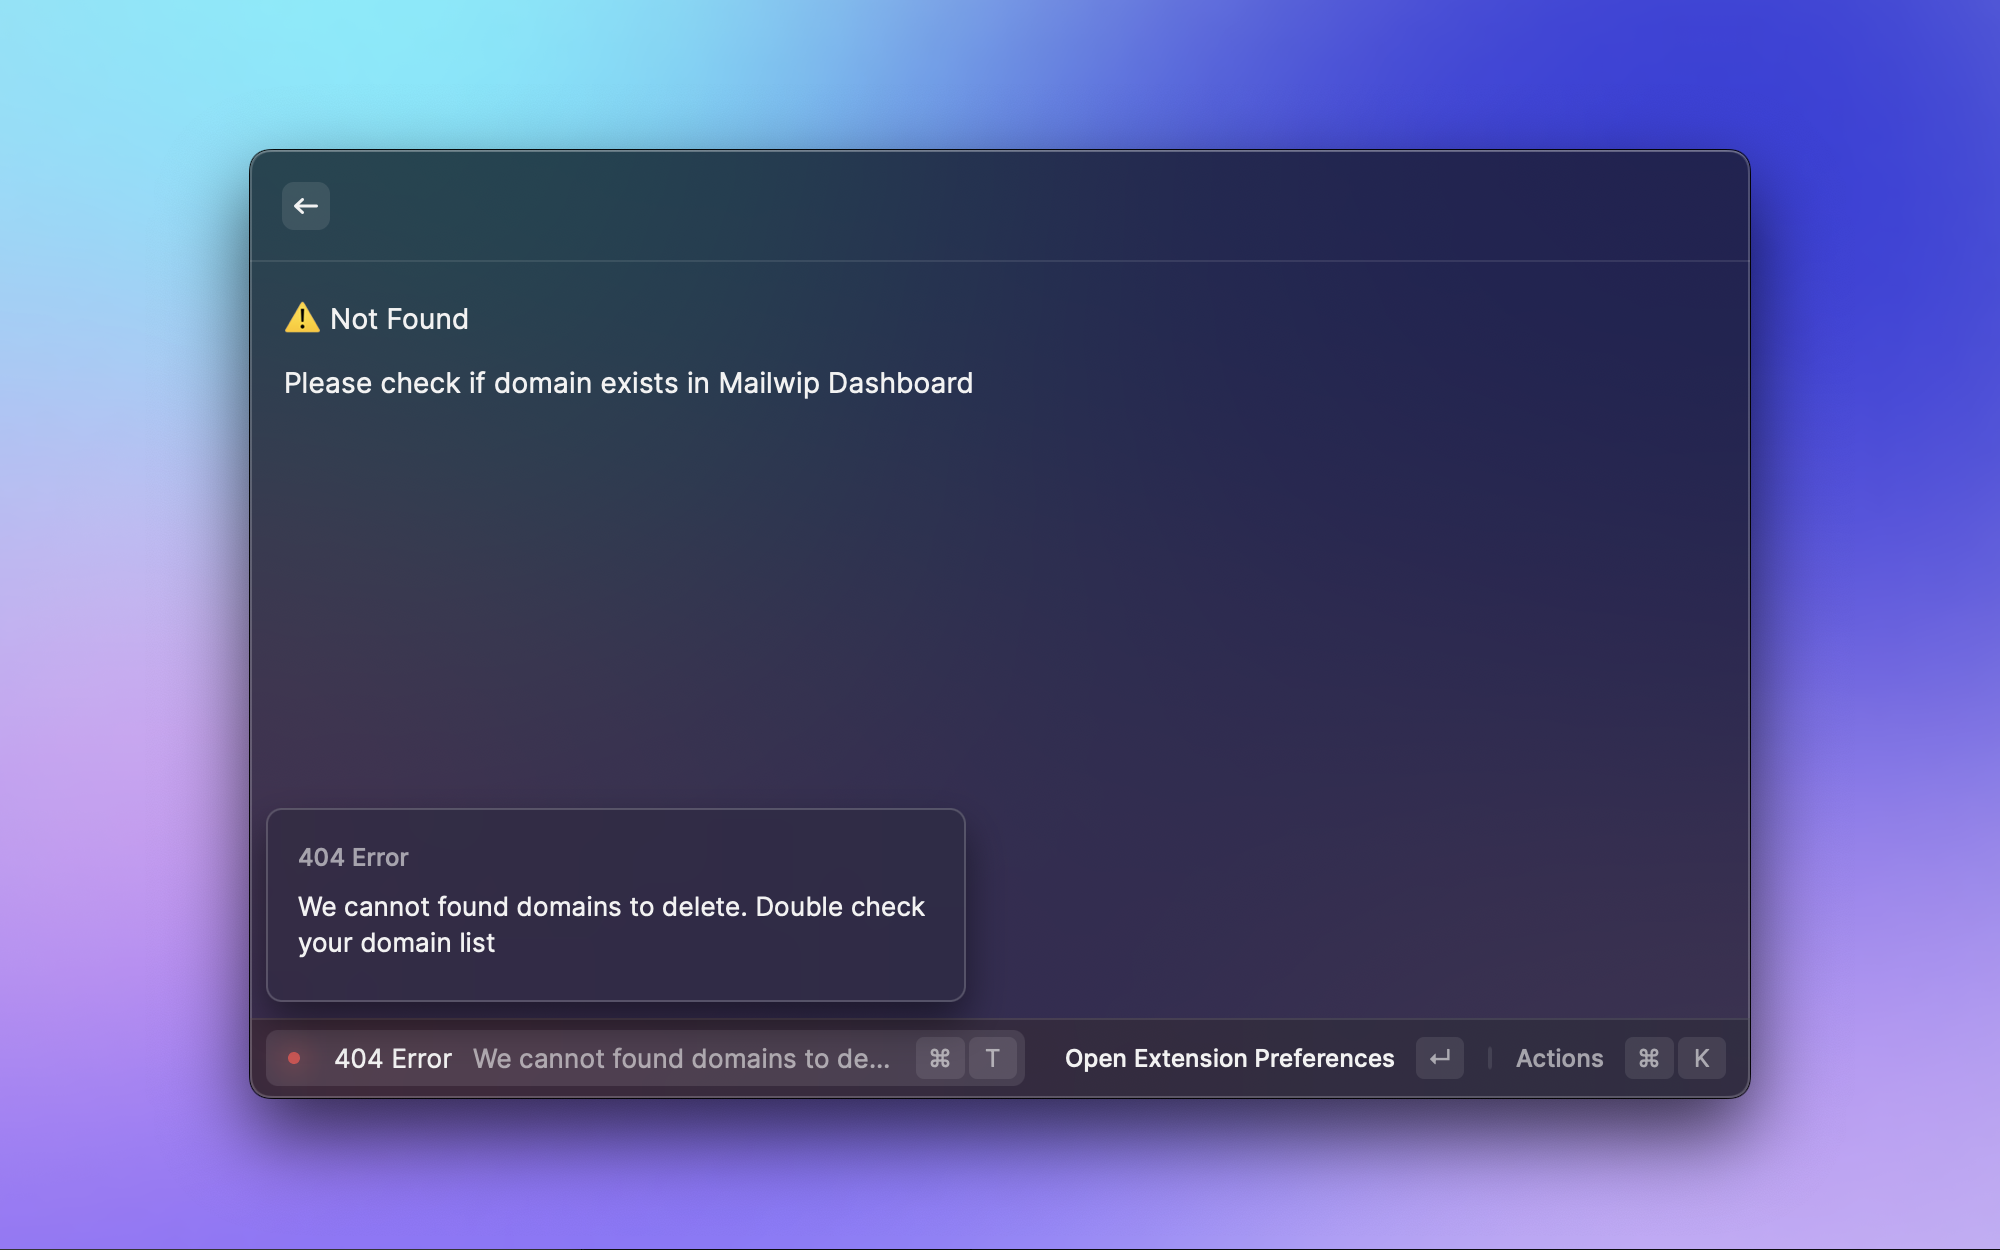 ⚠️ Not Found
Please check if domain exists in Mailwip Dashboard
404 Error
We cannot found domains to delete. Double check
your domain list
404 Error We cannot found domains to de... ⌘ T Open Extension Preferences ↵ Actions ⌘ K